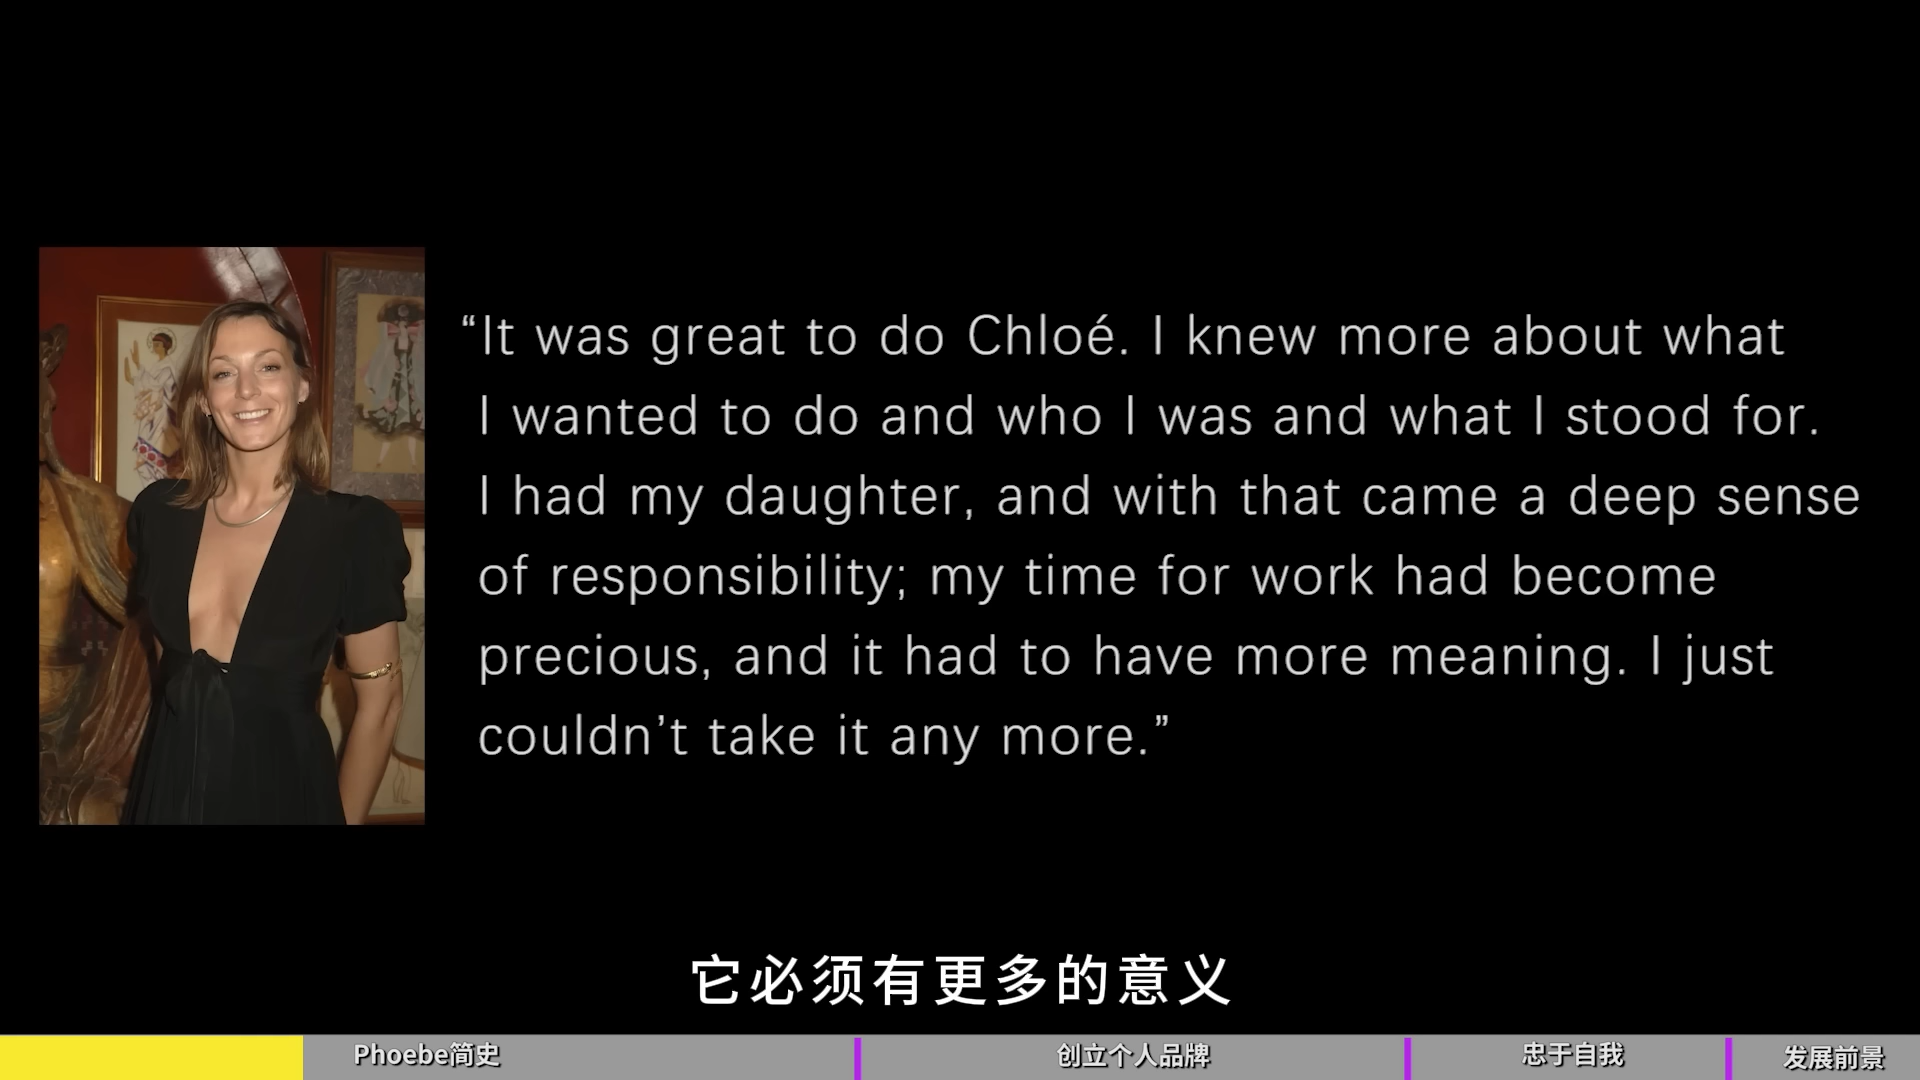 “It was great to do Chloé. I knew more about what
I wanted to do and who I was and what I stood for.
I had my daughter, and with that came a deep sense
of responsibility; my time for work had become
precious, and it had to have more meaning. I just
couldn’t take it any more.”
它必须有更多的意义
Phoebe简史
创立个人品牌
忠于自我
发展前景